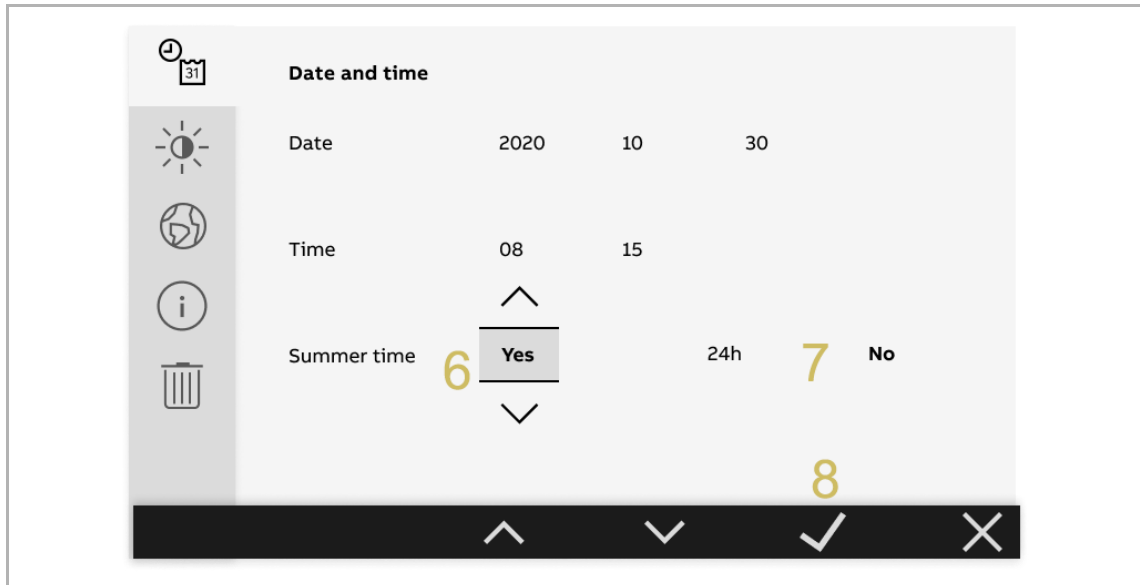 31
Date and time
Date 2020 10 30
Time 08 15
Summer time 6 Yes 24h 7 No
i
8